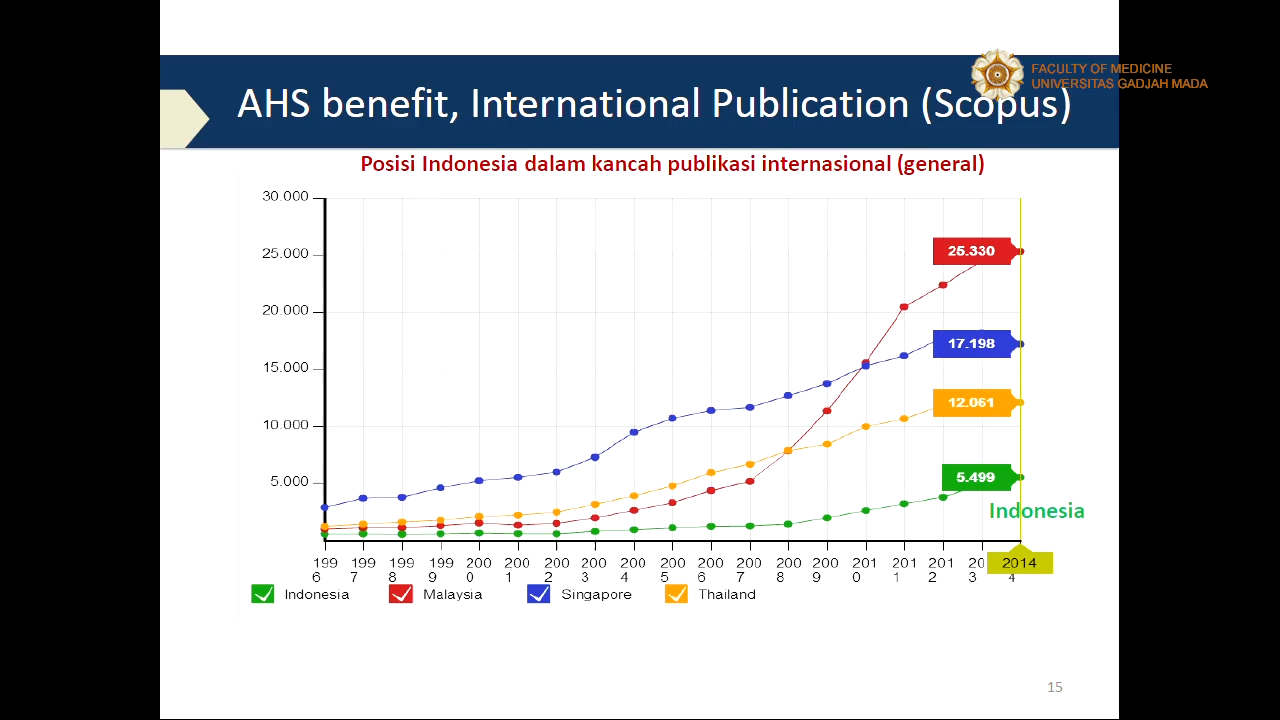 FACULTY OF MEDICINE
UNIVERSITAS GADJAH MADA
AHS benefit, International Publication (Scopus)
Posisi Indonesia dalam kancah publikasi internasional (general)
30.000
25.000
20.000
15.000
10.000
5.000
25.330
17.198
12.061
5.499
Indonesia
199 199 199 199 200 200 200 200 200 200 200 200 200 200 201 201 201 20 2014
6 7 8 9 0 1 2 3 4 5 6 7 8 9 0 1 2 3 4
Indonesia Malaysia Singapore Thailand
15